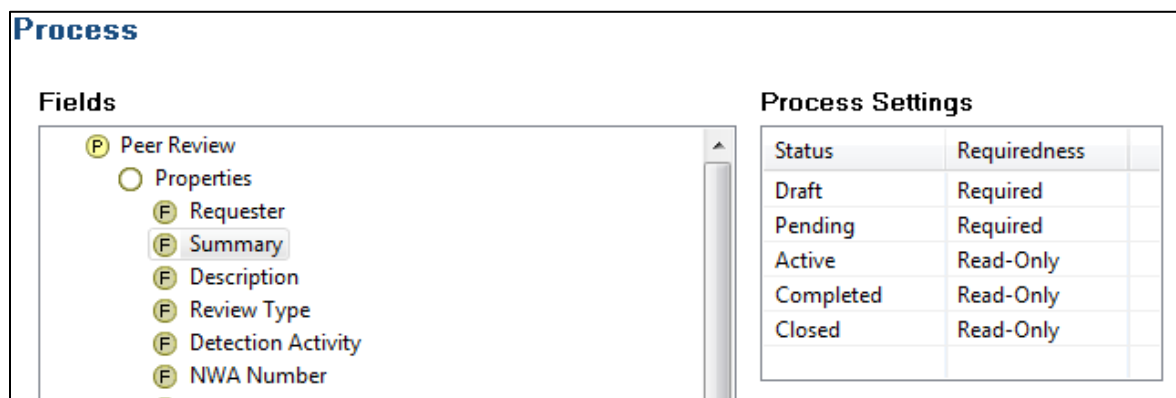 Process
Fields
P Peer Review
Properties
F Requester
F Summary
F Description
F Review Type
F Detection Activity
F NWA Number
Process Settings
Status Requiredness
Draft Required
Pending Required
Active Read-Only
Completed Read-Only
Closed Read-Only